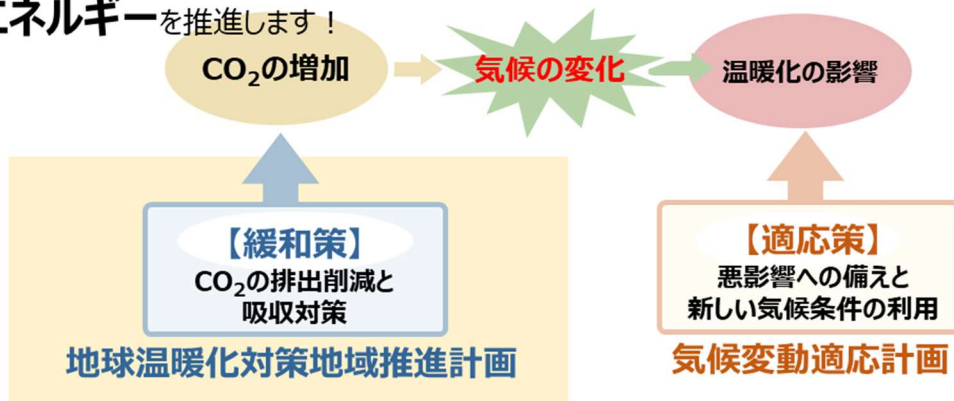 エネルギーを推進します！
CO₂の増加
気候の変化
温暖化の影響
【緩和策】
CO₂の排出削減と
吸収対策
地球温暖化対策地域推進計画
【適応策】
悪影響への備えと
新しい気候条件の利用
気候変動適応計画